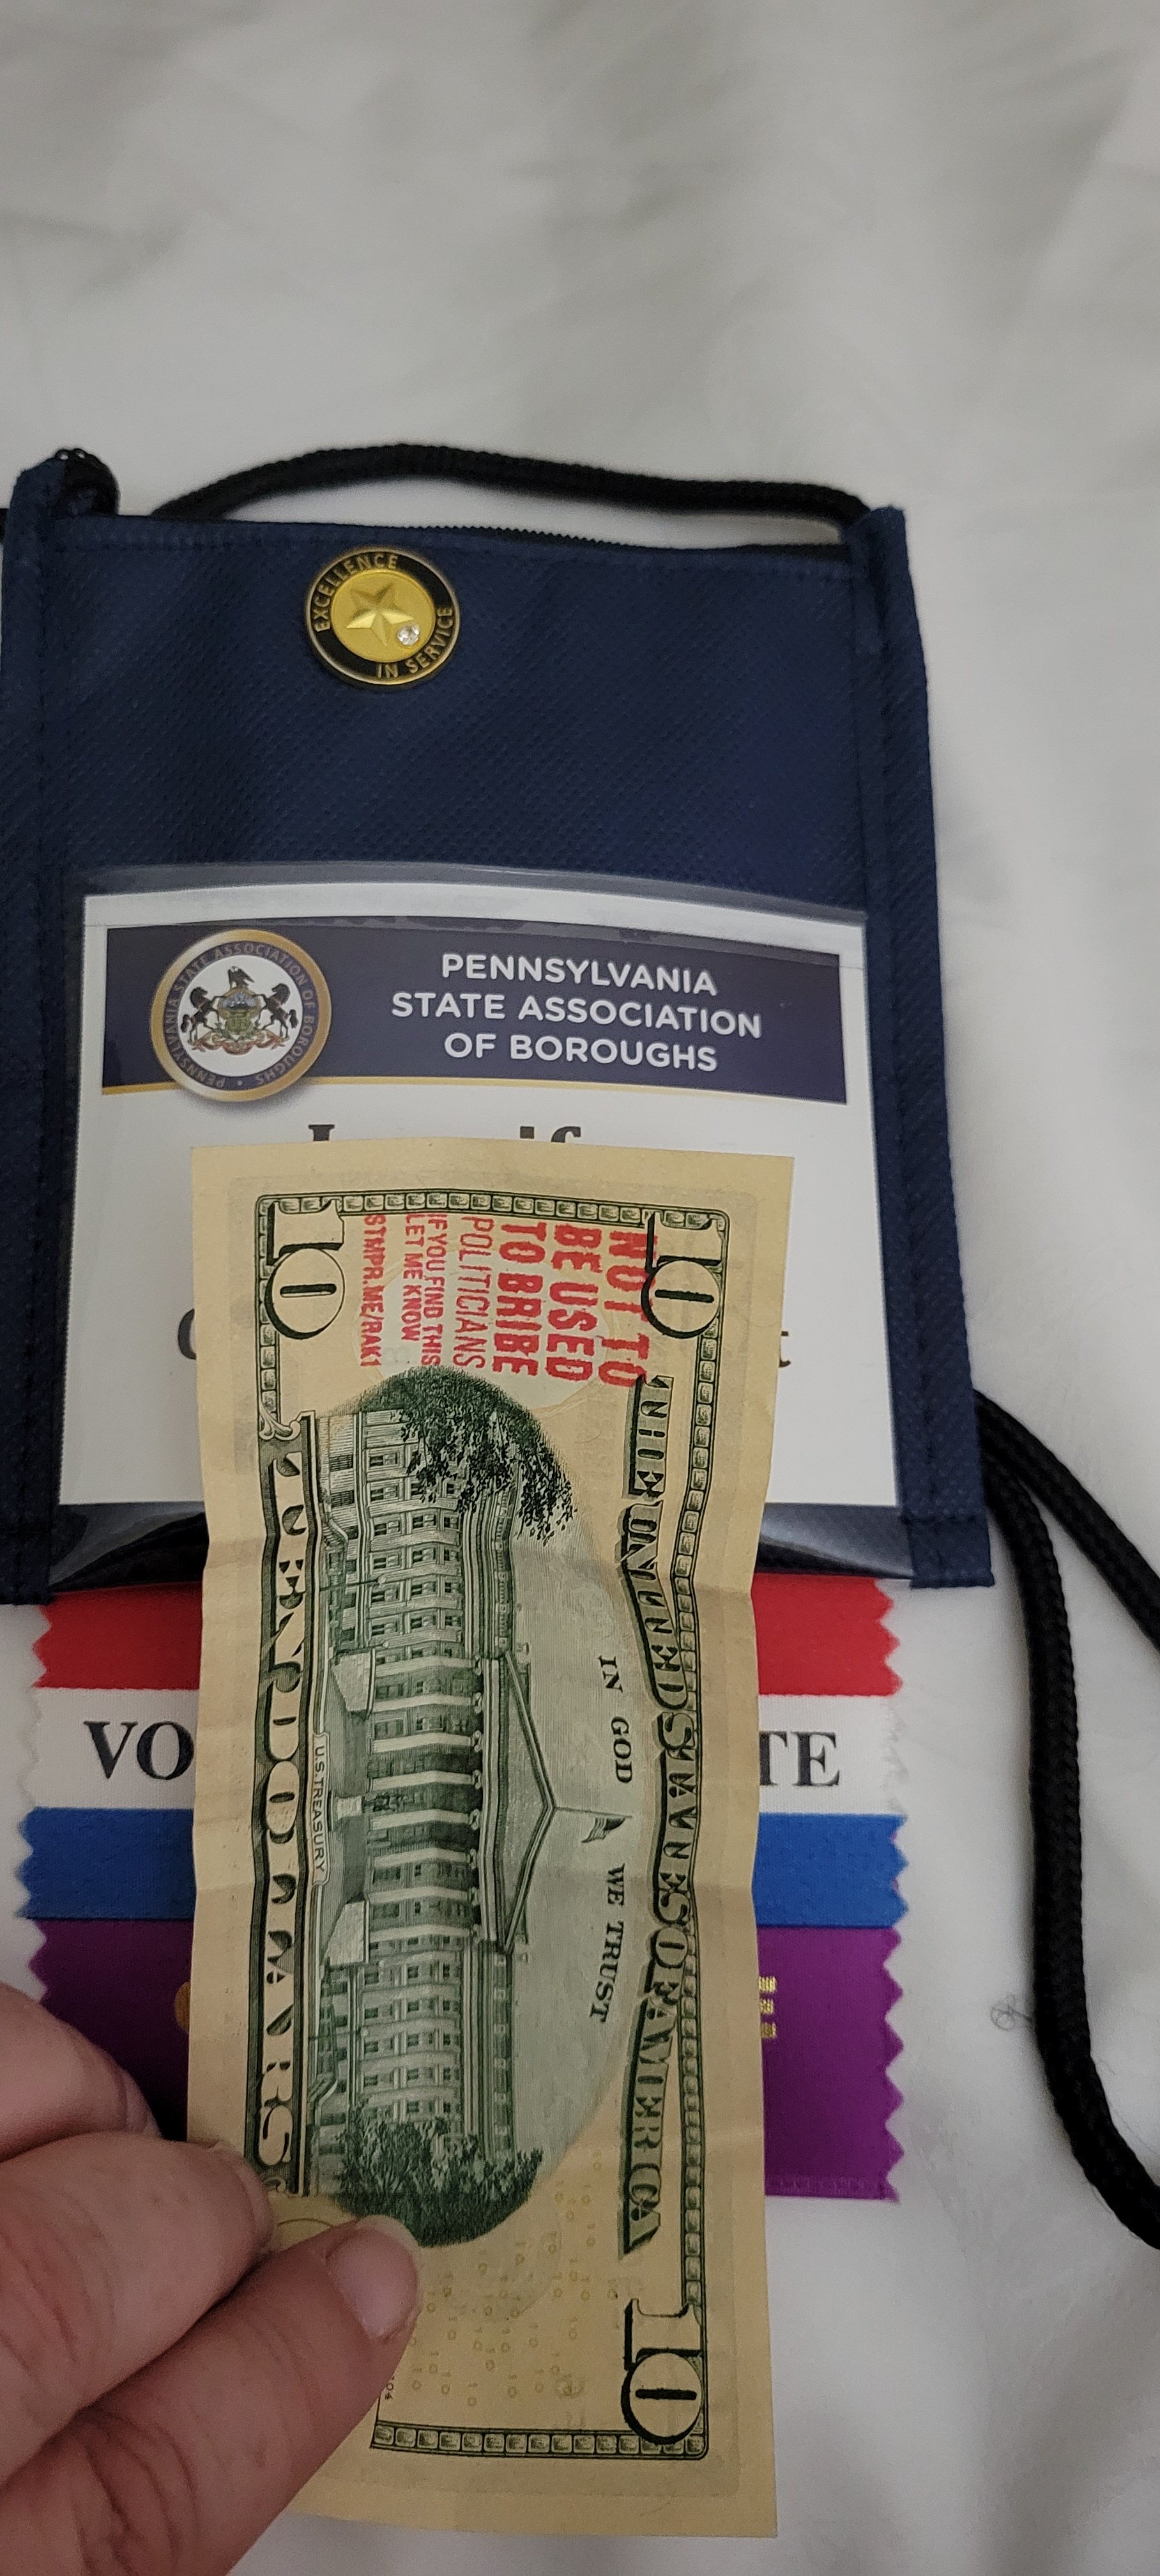 EXCELLENCE
IN SERVICE
PENNSYLVANIA STATE ASSOCIATION OF BOROUGHS
PENNSYLVANIA
STATE ASSOCIATION
OF BOROUGHS
10
10
NOT TO
BE USED
TO BRIBE
POLITICIANS
IF YOU FIND THIS
LET ME KNOW
STMPR.ME/RAK1
THE UNITED STATES OF AMERICA
IN GOD WE TRUST
U.S. TREASURY
TEN DOLLARS
10
VO
TE